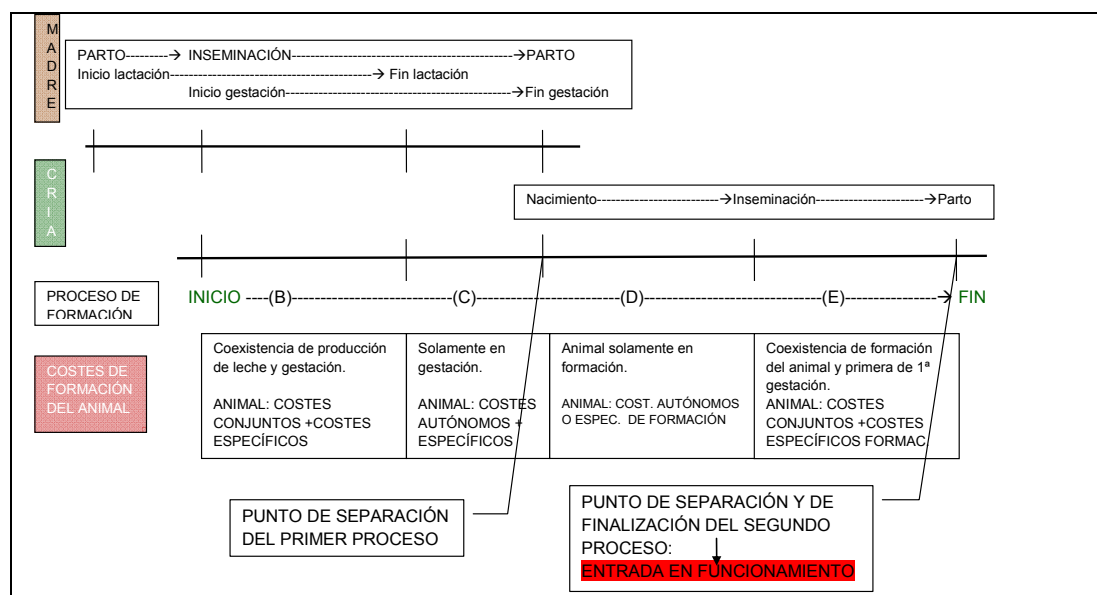 MADRE
PARTO---------→ INSEMINACIÓN-------------------------------------------------→PARTO
Inicio lactación--------------------------------------------→ Fin lactación
Inicio gestación--------------------------------------------------→Fin gestación
CRIA
Nacimiento----------------------------→Inseminación------------------------→Parto
PROCESO DE FORMACIÓN
INICIO ----(B)---------------------------------(C)-------------------------------(D)-----------------------------------------(E)---------------→ FIN
COSTES DE
FORMACIÓN
DEL ANIMAL
Coexistencia de producción
de leche y gestación.
ANIMAL: COSTES
CONJUNTOS +COSTES
ESPECÍFICOS
Solamente en
gestación.
ANIMAL: COSTES
AUTÓNOMOS +
ESPECÍFICOS
Animal solamente en
formación.
ANIMAL: COST. AUTÓNOMOS
O ESPEC. DE FORMACIÓN
Coexistencia de formación
del animal y primera de 1ª
gestación.
ANIMAL: COSTES
CONJUNTOS +COSTES
ESPECÍFICOS FORMAC.
PUNTO DE SEPARACIÓN
DEL PRIMER PROCESO
PUNTO DE SEPARACIÓN Y DE
FINALIZACIÓN DEL SEGUNDO
PROCESO:
ENTRADA EN FUNCIONAMIENTO